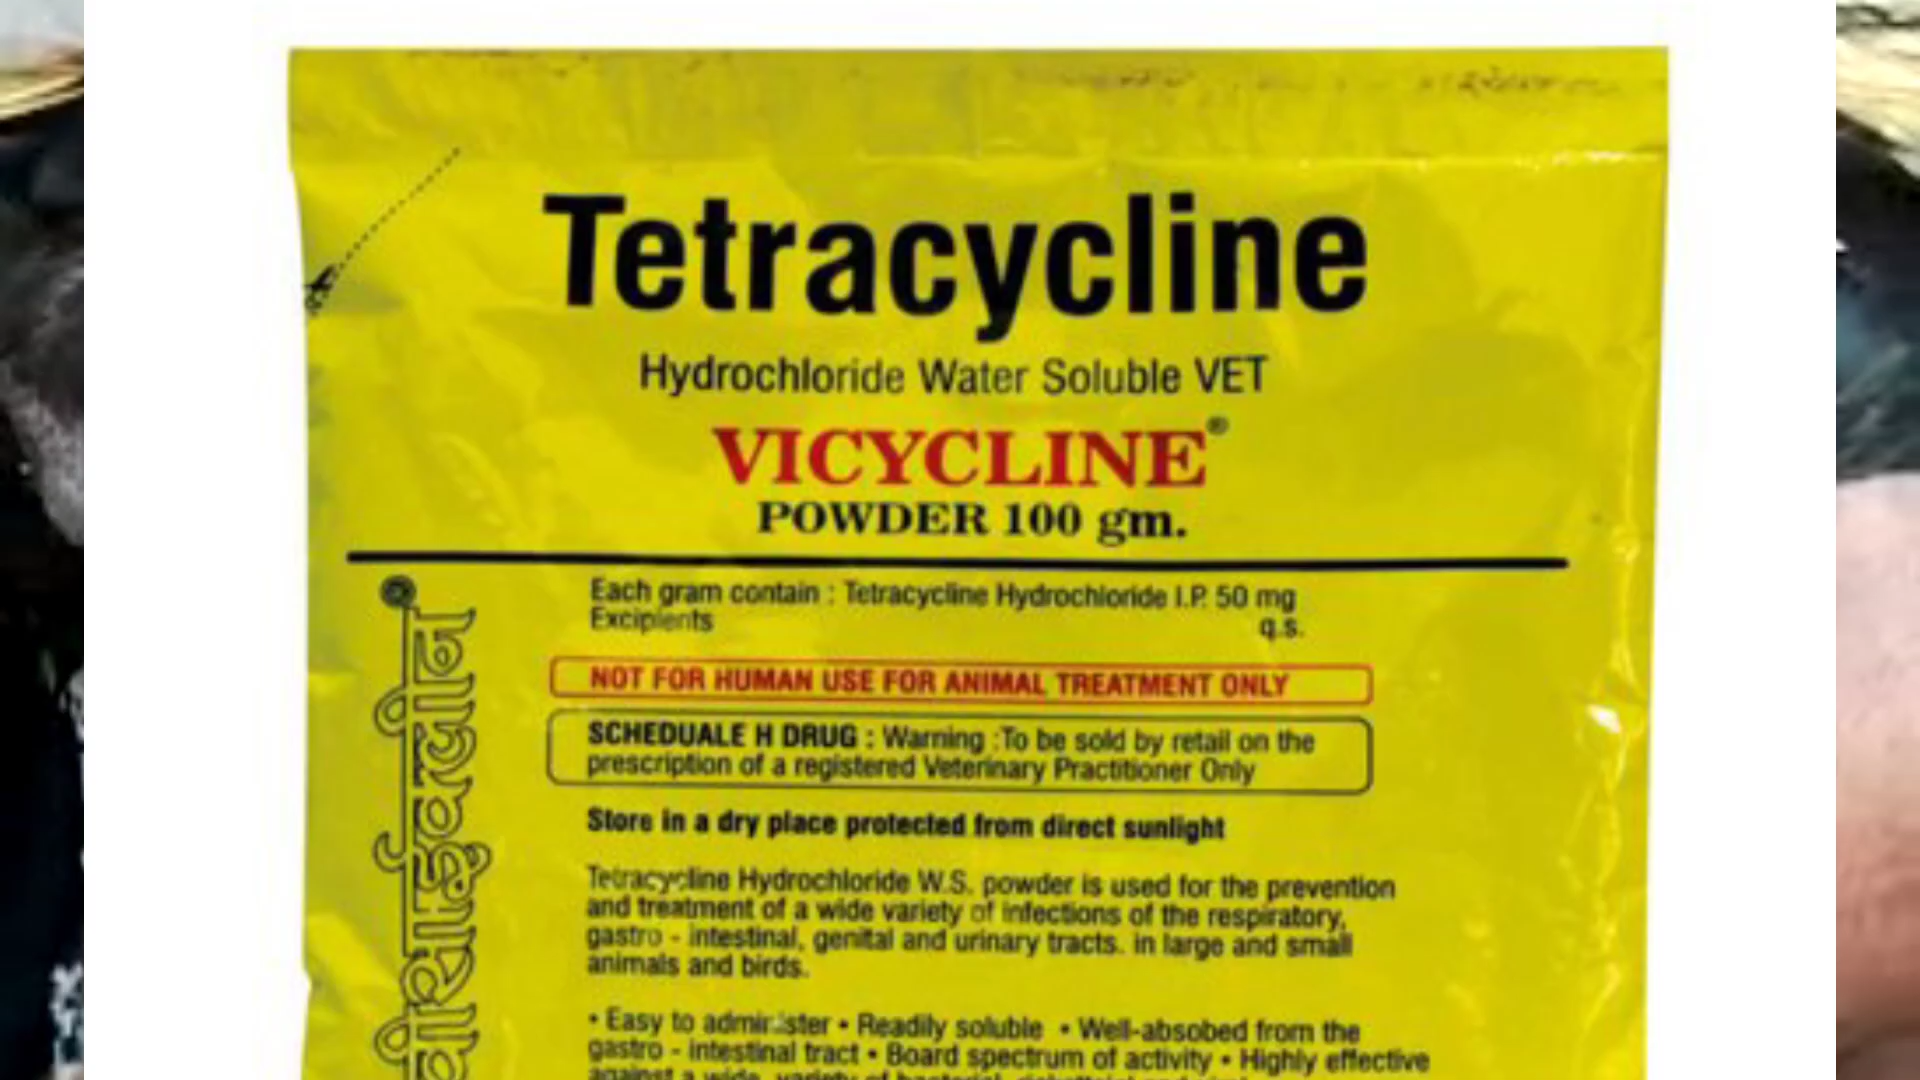 Tetracycline
Hydrochloride Water Soluble VET
VICYCLINE®
POWDER 100 gm.
Each gram contain : Tetracycline Hydrochloride I.P. 50 mg
Excipients q.s.
NOT FOR HUMAN USE FOR ANIMAL TREATMENT ONLY
SCHEDUALE H DRUG : Warning :To be sold by retail on the
prescription of a registered Veterinary Practitioner Only
Store in a dry place protected from direct sunlight
Tetracycline Hydrochloride W.S. powder is used for the prevention
and treatment of a wide variety of infections of the respiratory,
gastro - intestinal, genital and urinary tracts. in large and small
animals and birds.
• Easy to administer • Readily soluble • Well-absobed from the
gastro - intestinal tract • Board spectrum of activity • Highly effective
against a wide variety of bacterial